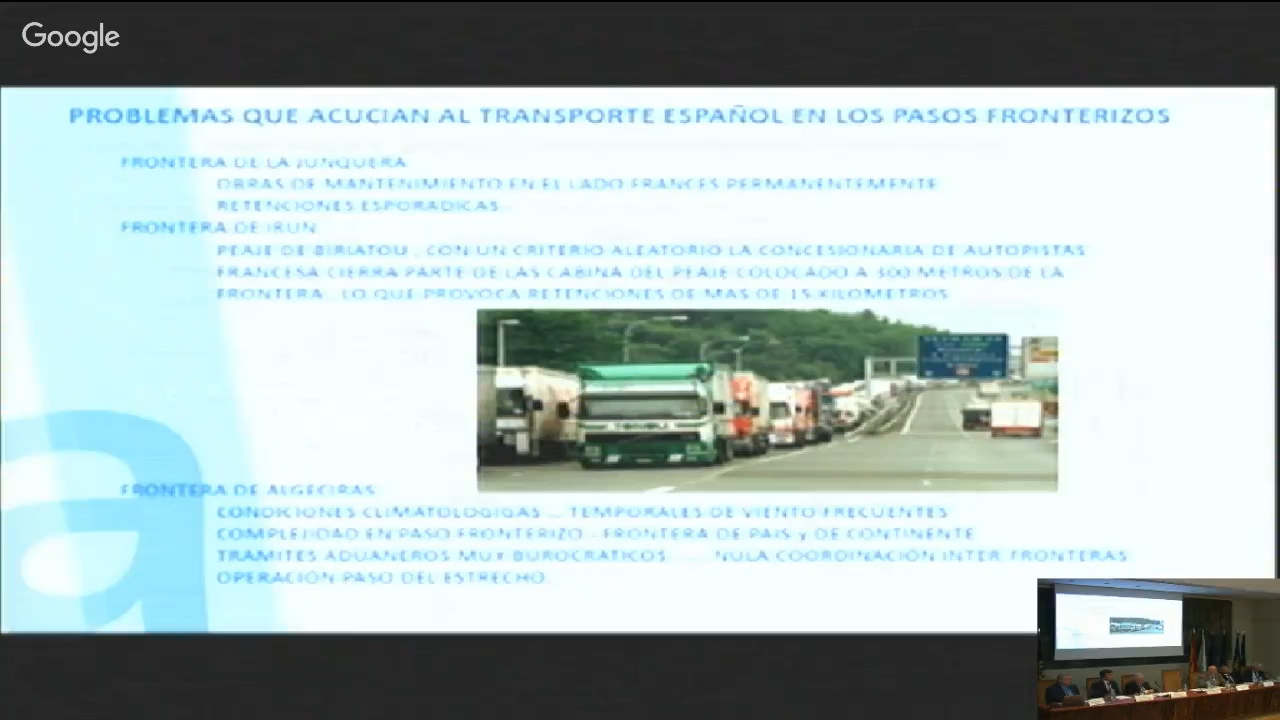 Google
PROBLEMAS QUE ACUCIAN AL TRANSPORTE ESPAÑOL EN LOS PASOS FRONTERIZOS
FRONTERA DE LA JUNQUERA
OBRAS DE MANTENIMIENTO EN EL LADO FRANCES PERMANENTEMENTE
RETENCIONES ESPORADICAS
FRONTERA DE IRUN
PEAJE DE BIRIATOU , CON UN CRITERIO ALEATORIO LA CONCESIONARIA DE AUTOPISTAS
FRANCESA CIERRA PARTE DE LAS CABINA DEL PEAJE COLOCADO A 300 METROS DE LA
FRONTERA , LO QUE PROVOCA RETENCIONES DE MAS DE 15 KILOMETROS
FRONTERA DE ALGECIRAS
CONDICIONES CLIMATOLOGIGAS ... TEMPORALES DE VIENTO FRECUENTES
COMPLEJIDAD EN PASO FRONTERIZO - FRONTERA DE PAIS y DE CONTINENTE
TRAMITES ADUANEROS MUY BUROCRATICOS ..... NULA COORDINACIÓN INTER FRONTERAS
OPERACIÓN PASO DEL ESTRECHO